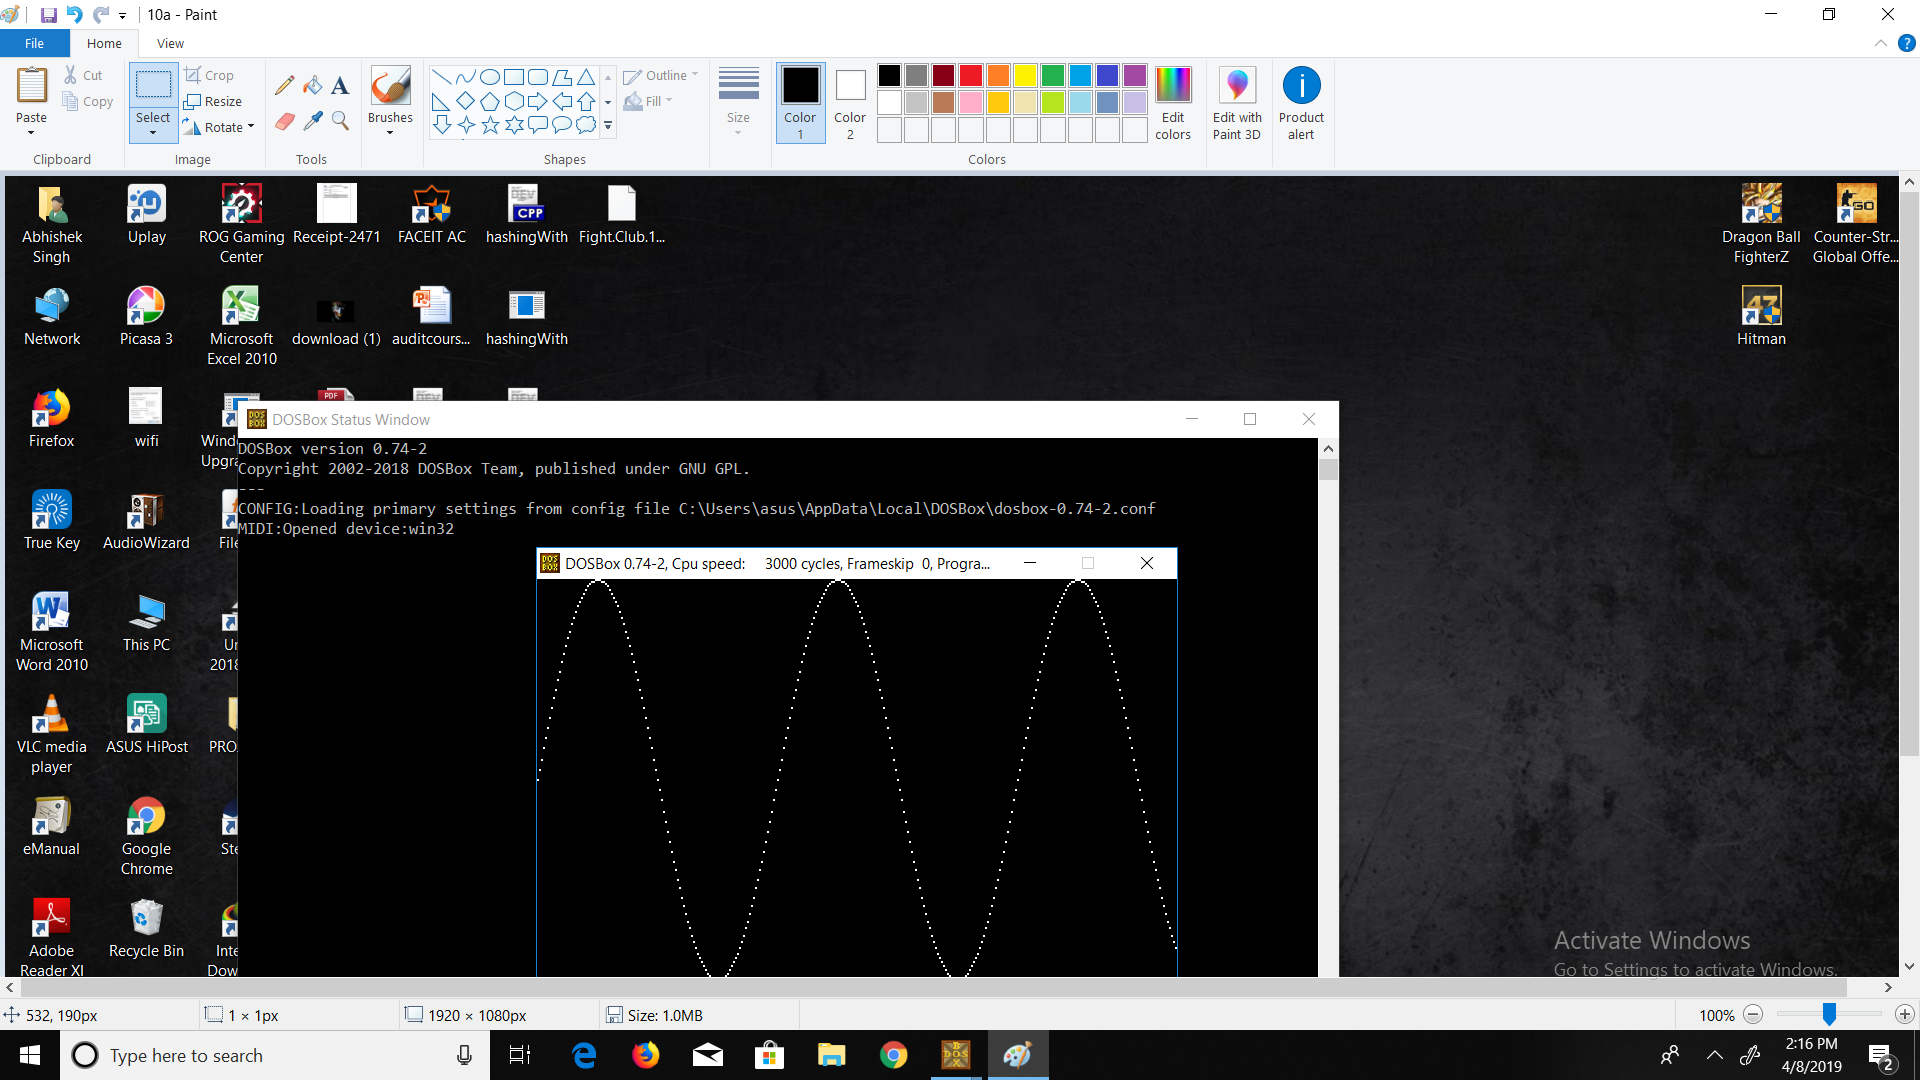 10a - Paint
File Home View
Paste
Cut
Copy
Clipboard
Select
Crop
Resize
Rotate
Image
A
Tools
Brushes
Outline
Fill
Shapes
Size
Color
1
Color
2
Colors
Edit
colors
Edit with
Paint 3D
Product
alert
Abhishek
Singh
Uplay
ROG Gaming
Center
Receipt-2471
FACEIT AC
CPP
hashingWith
Fight.Club.1...
Dragon Ball
FighterZ
GO
Counter-Str...
Global Offe...
Network
Picasa 3
Microsoft
Excel 2010
download (1)
auditcours...
hashingWith
47
Hitman
Firefox
wifi
PDF
DOSBox Status Window
DOSBox version 0.74-2
Copyright 2002-2018 DOSBox Team, published under GNU GPL.
---
CONFIG:Loading primary settings from config file C:\Users\asus\AppData\Local\DOSBox\dosbox-0.74-2.conf
MIDI:Opened device:win32
DOSBox 0.74-2, Cpu speed: 3000 cycles, Frameskip 0, Progra...
True Key
AudioWizard
Microsoft
Word 2010
This PC
2018
VLC media
player
ASUS HiPost
PRO
eManual
Google
Chrome
Adobe
Reader XI
Recycle Bin
Activate Windows
Go to Settings to activate Windows.
532, 190px
1 × 1px
1920 × 1080px
Size: 1.0MB
100%
Type here to search
2:16 PM
4/8/2019
2